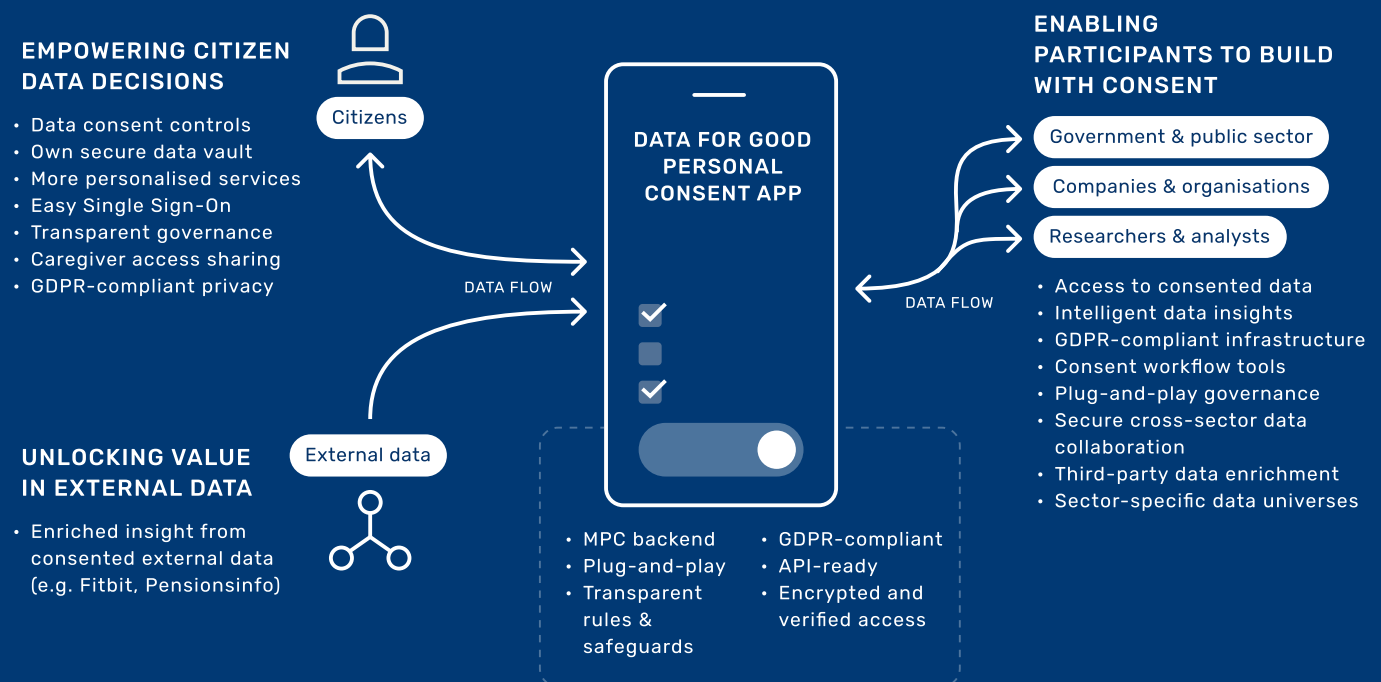 EMPOWERING CITIZEN
DATA DECISIONS
• Data consent controls
• Own secure data vault
• More personalised services
• Easy Single Sign-On
• Transparent governance
• Caregiver access sharing
• GDPR-compliant privacy
Citizens
DATA FLOW
UNLOCKING VALUE
IN EXTERNAL DATA
• Enriched insight from
consented external data
(e.g. Fitbit, Pensionsinfo)
External data
DATA FOR GOOD
PERSONAL
CONSENT APP
• MPC backend
• Plug-and-play
• Transparent
rules &
safeguards
• GDPR-compliant
• API-ready
• Encrypted and
verified access
DATA FLOW
ENABLING
PARTICIPANTS TO BUILD
WITH CONSENT
Government & public sector
Companies & organisations
Researchers & analysts
• Access to consented data
• Intelligent data insights
• GDPR-compliant infrastructure
• Consent workflow tools
• Plug-and-play governance
• Secure cross-sector data
collaboration
• Third-party data enrichment
• Sector-specific data universes